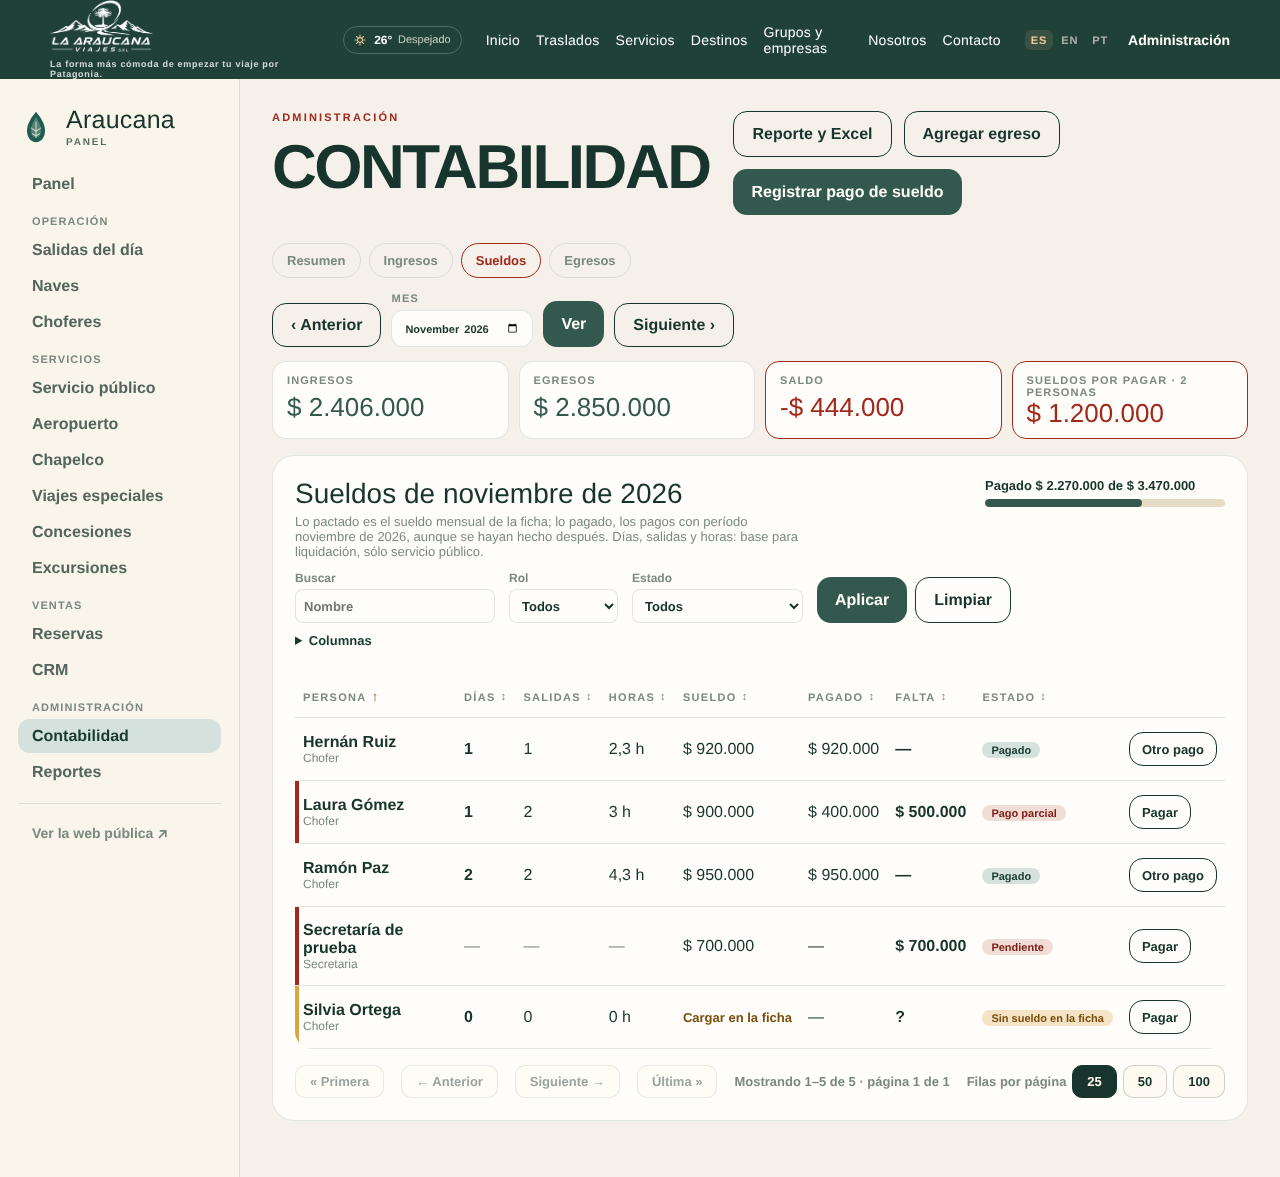 LA ARAUCANA
VIAJES
La forma más cómoda de empezar tu viaje por
Patagonia.
26° Despejado
Inicio
Traslados
Servicios
Destinos
Grupos y
empresas
Nosotros
Contacto
ES EN PT
Administración
Araucana
PANEL
Panel
OPERACIÓN
Salidas del día
Naves
Choferes
SERVICIOS
Servicio público
Aeropuerto
Chapelco
Viajes especiales
Concesiones
Excursiones
VENTAS
Reservas
CRM
ADMINISTRACIÓN
Contabilidad
Reportes
Ver la web pública ↗
ADMINISTRACIÓN
CONTABILIDAD
Reporte y Excel
Agregar egreso
Registrar pago de sueldo
Resumen
Ingresos
Sueldos
Egresos
‹ Anterior
MES
November 2026
Ver
Siguiente ›
INGRESOS
$ 2.406.000
EGRESOS
$ 2.850.000
SALDO
-$ 444.000
SUELDOS POR PAGAR · 2
PERSONAS
$ 1.200.000
Sueldos de noviembre de 2026
Lo pactado es el sueldo mensual de la ficha; lo pagado, los pagos con período
noviembre de 2026, aunque se hayan hecho después. Días, salidas y horas: base para
liquidación, sólo servicio público.
Pagado $ 2.270.000 de $ 3.470.000
Buscar
Nombre
Rol
Todos
Estado
Todos
Aplicar
Limpiar
▶ Columnas
PERSONA ↑ DÍAS ↕ SALIDAS ↕ HORAS ↕ SUELDO ↕ PAGADO ↕ FALTA ↕ ESTADO ↕
Hernán Ruiz
Chofer
1 1 2,3 h $ 920.000 $ 920.000 — Pagado Otro pago
Laura Gómez
Chofer
1 2 3 h $ 900.000 $ 400.000 $ 500.000 Pago parcial Pagar
Ramón Paz
Chofer
2 2 4,3 h $ 950.000 $ 950.000 — Pagado Otro pago
Secretaría de
prueba
Secretaria
— — — $ 700.000 — $ 700.000 Pendiente Pagar
Silvia Ortega
Chofer
0 0 0 h Cargar en la ficha — ? Sin sueldo en la ficha Pagar
« Primera
← Anterior
Siguiente →
Última »
Mostrando 1–5 de 5 · página 1 de 1
Filas por página
25 50 100